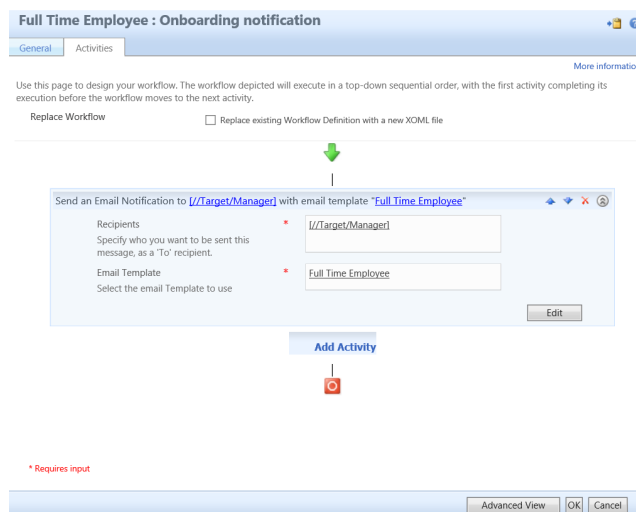 Full Time Employee : Onboarding notification
General
Activities
More informatio
Use this page to design your workflow. The workflow depicted will execute in a top-down sequential order, with the first activity completing its
execution before the workflow moves to the next activity.
Replace Workflow
Replace existing Workflow Definition with a new XOML file
Send an Email Notification to [//Target/Manager] with email template "Full Time Employee"
Recipients *
[//Target/Manager]
Specify who you want to be sent this
message, as a 'To' recipient.
Email Template *
Full Time Employee
Select the email Template to use
Edit
Add Activity
* Requires input
Advanced View
OK
Cancel